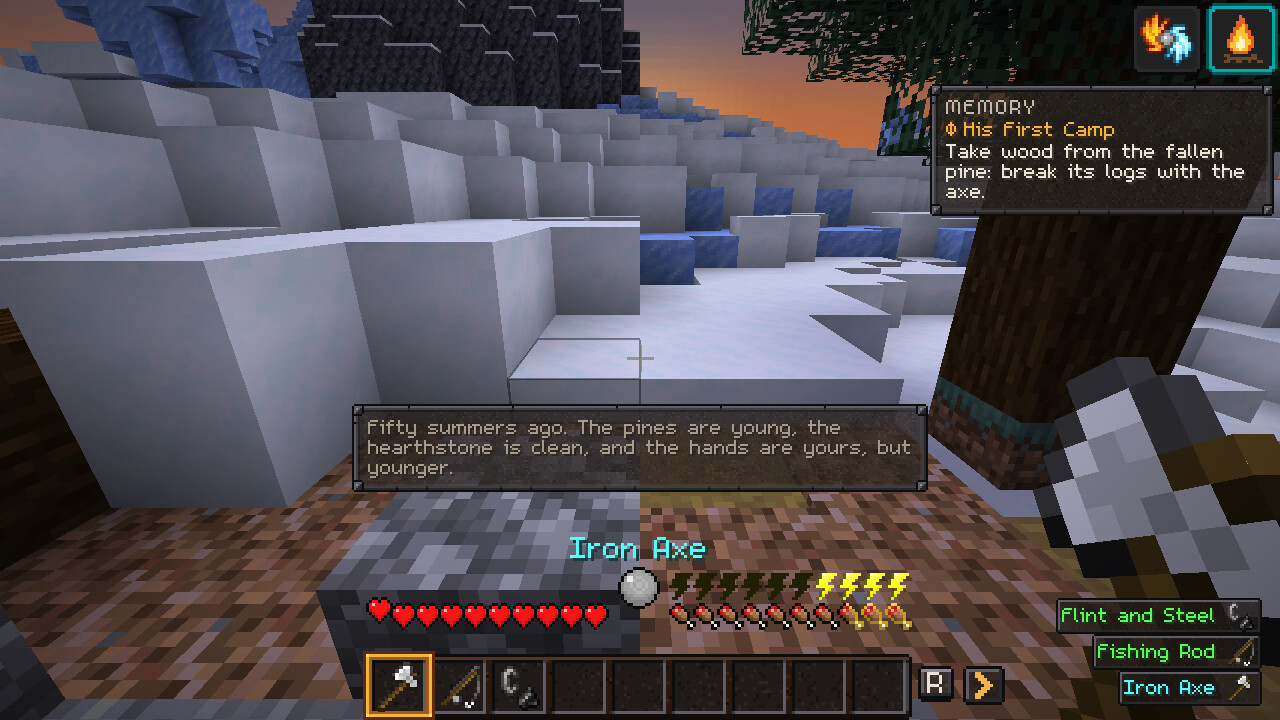 MEMORY
His First Camp
Take wood from the fallen
pine: break its logs with the
axe.
Fifty summers ago. The pines are young, the
hearthstone is clean, and the hands are yours, but
younger.
Iron Axe
Flint and Steel
Fishing Rod
Iron Axe
R